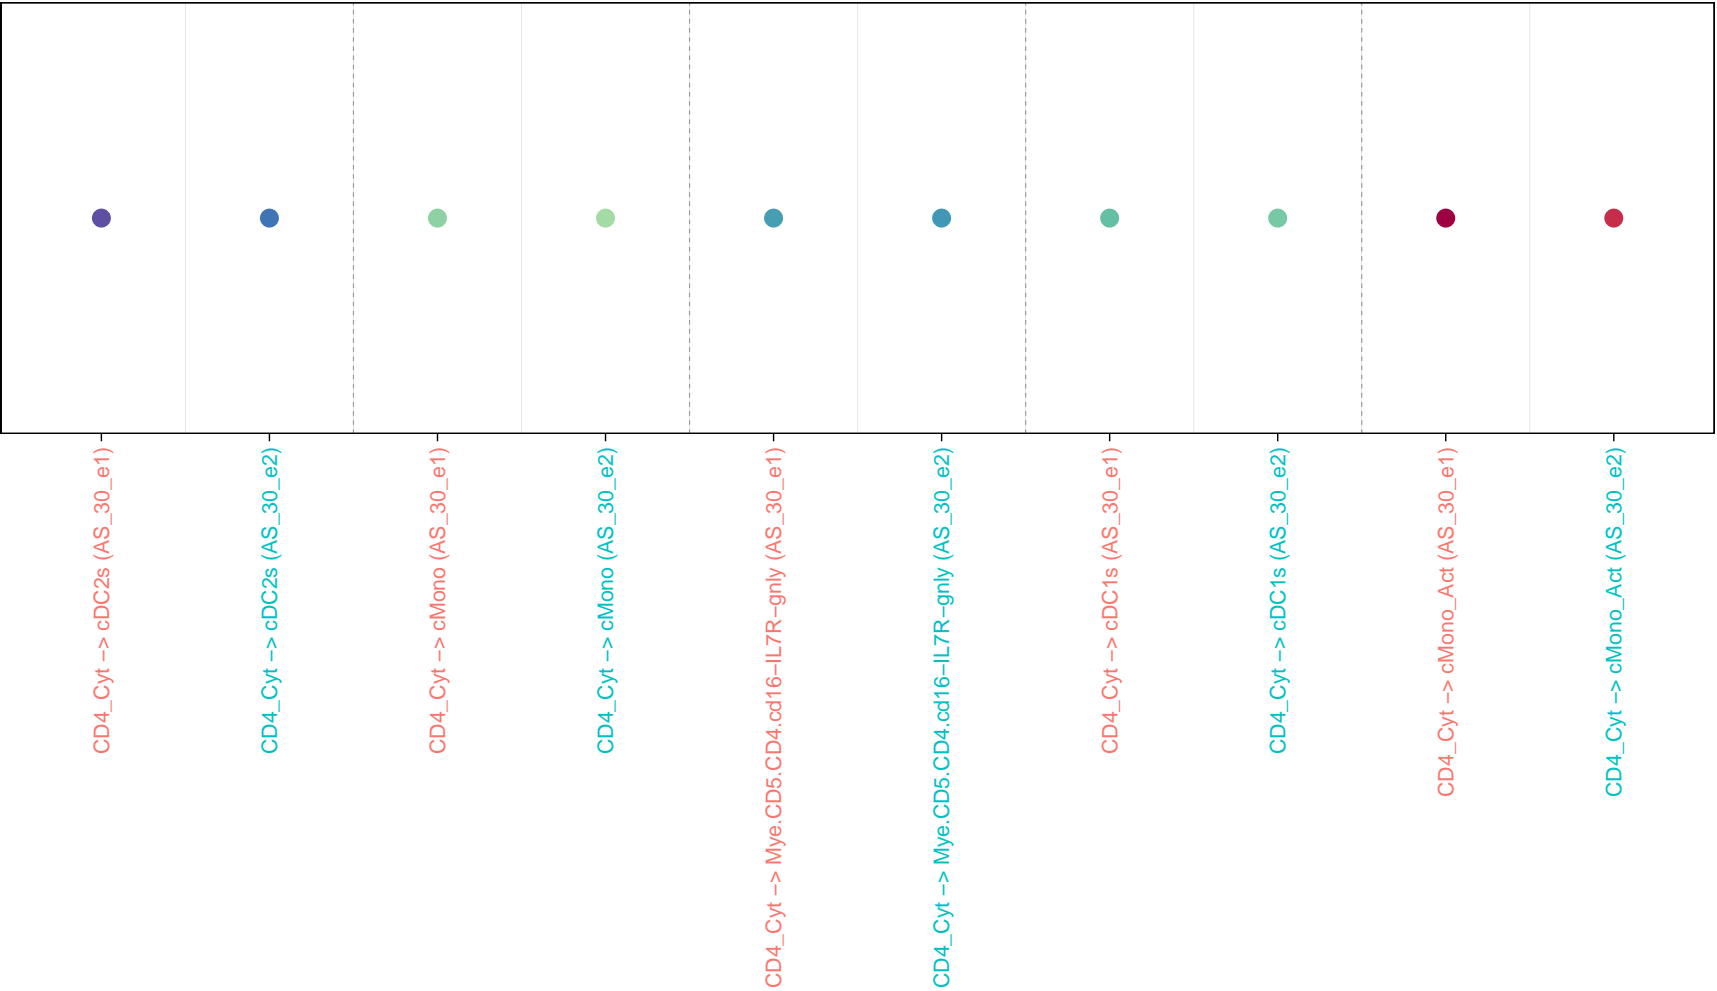 CD4_Cyt −> cDC2s (AS_30_e1)
CD4_Cyt −> cDC2s (AS_30_e2)
CD4_Cyt −> cMono (AS_30_e1)
CD4_Cyt −> cMono (AS_30_e2)
CD4_Cyt −> Mye.CD5.CD4.cd16−IL7R−gnly (AS_30_e1)
CD4_Cyt −> Mye.CD5.CD4.cd16−IL7R−gnly (AS_30_e2)
CD4_Cyt −> cDC1s (AS_30_e1)
CD4_Cyt −> cDC1s (AS_30_e2)
CD4_Cyt −> cMono_Act (AS_30_e1)
CD4_Cyt −> cMono_Act (AS_30_e2)